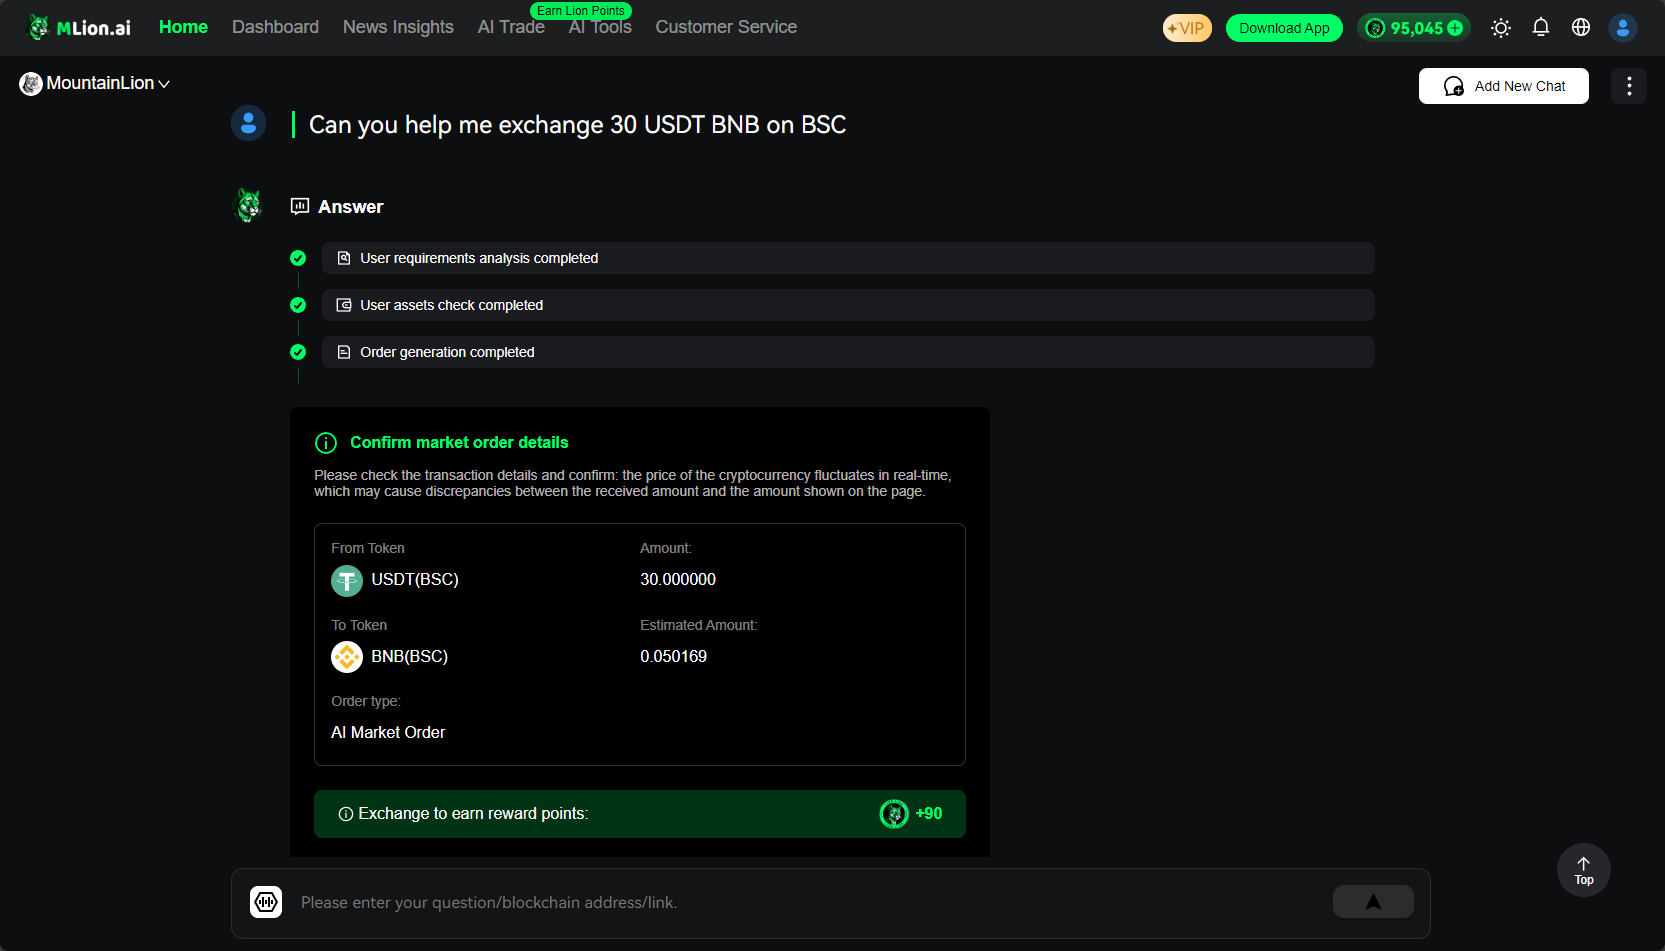 MLion.ai
Home
Dashboard
News Insights
AI Trade
Earn Lion Points
AI Tools
Customer Service
VIP
Download App
95,045
MountainLion
Add New Chat
Can you help me exchange 30 USDT BNB on BSC
Answer
User requirements analysis completed
User assets check completed
Order generation completed
Confirm market order details
Please check the transaction details and confirm: the price of the cryptocurrency fluctuates in real-time,
which may cause discrepancies between the received amount and the amount shown on the page.
From Token
Amount:
USDT(BSC)
30.000000
To Token
Estimated Amount:
BNB(BSC)
0.050169
Order type:
AI Market Order
Exchange to earn reward points:
+90
Top
Please enter your question/blockchain address/link.